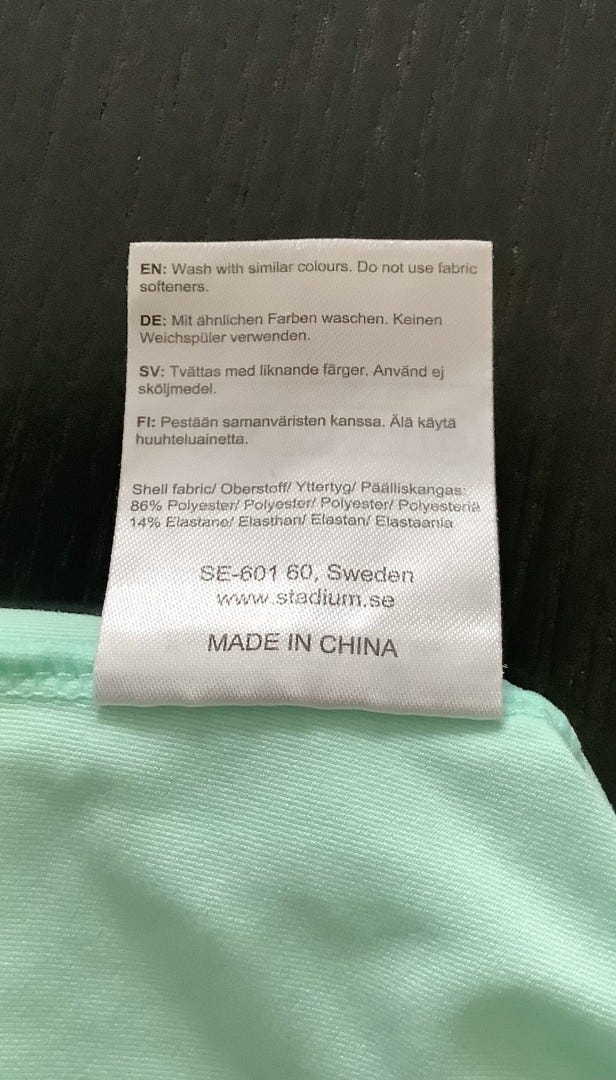 EN: Wash with similar colours. Do not use fabric
softeners.
DE: Mit ähnlichen Farben waschen. Keinen
Weichspüler verwenden.
SV: Tvättas med liknande färger. Använd ej
sköljmedel.
FI: Pestään samanväristen kanssa. Älä käytä
huuhteluainetta.
Shell fabric/ Oberstoff/ Yttertyg/ Päälliskangas:
86% Polyester/ Polyester/ Polyester/ Polyesteriä
14% Elastane/ Elasthan/ Elastan/ Elastaania
SE-601 60, Sweden
www.stadium.se
MADE IN CHINA